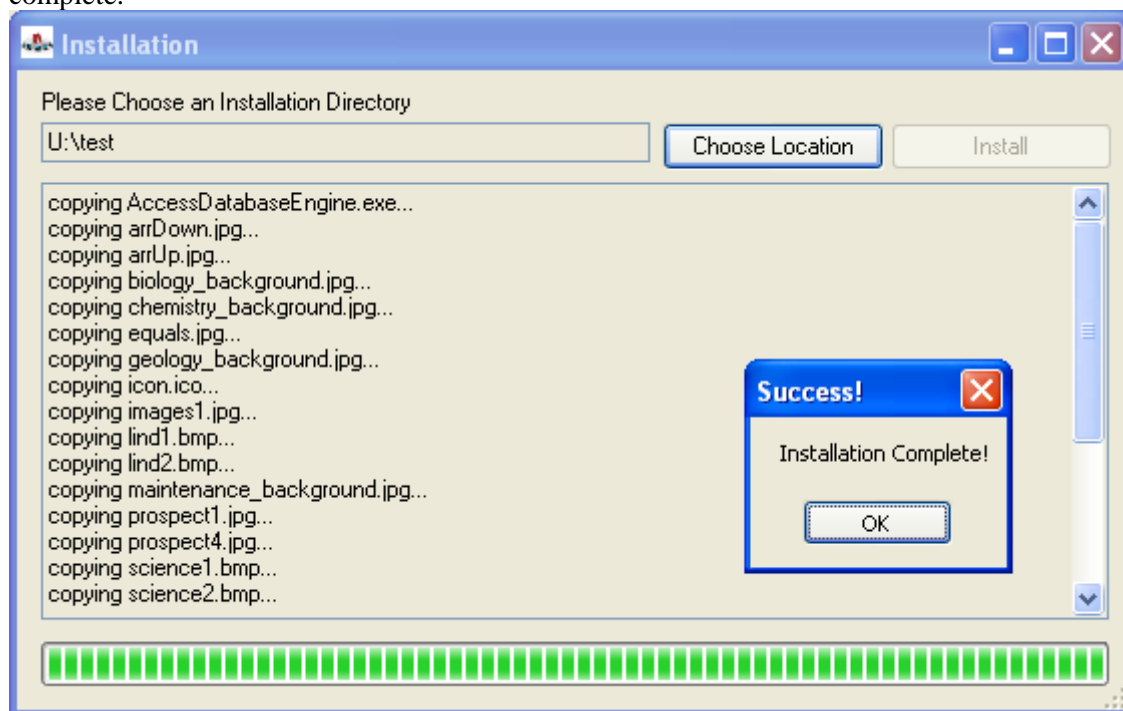 complete.
Installation
Please Choose an Installation Directory
U:\test
Choose Location
Install
copying AccessDatabaseEngine.exe...
copying arrDown.jpg...
copying arrUp.jpg...
copying biology_background.jpg...
copying chemistry_background.jpg...
copying equals.jpg...
copying geology_background.jpg...
copying icon.ico...
copying images1.jpg...
copying lind1.bmp...
copying lind2.bmp...
copying maintenance_background.jpg...
copying prospect1.jpg...
copying prospect4.jpg...
copying science1.bmp...
copying science2.bmp...
Success!
Installation Complete!
OK